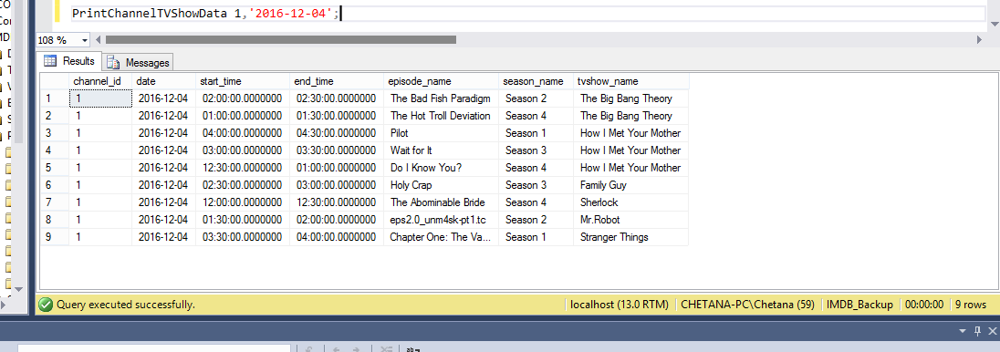 CO
Cor
MD
PrintChannelTVShowData 1,'2016-12-04';
108 %
Results Messages
channel_id date start_time end_time episode_name season_name tvshow_name
1 1 2016-12-04 02:00:00.0000000 02:30:00.0000000 The Bad Fish Paradigm Season 2 The Big Bang Theory
2 1 2016-12-04 01:00:00.0000000 01:30:00.0000000 The Hot Troll Deviation Season 4 The Big Bang Theory
3 1 2016-12-04 04:00:00.0000000 04:30:00.0000000 Pilot Season 1 How I Met Your Mother
4 1 2016-12-04 03:00:00.0000000 03:30:00.0000000 Wait for It Season 3 How I Met Your Mother
5 1 2016-12-04 12:30:00.0000000 01:00:00.0000000 Do I Know You? Season 4 How I Met Your Mother
6 1 2016-12-04 02:30:00.0000000 03:00:00.0000000 Holy Crap Season 3 Family Guy
7 1 2016-12-04 12:00:00.0000000 12:30:00.0000000 The Abominable Bride Season 4 Sherlock
8 1 2016-12-04 01:30:00.0000000 02:00:00.0000000 eps2.0_unm4sk-pt1.tc Season 2 Mr.Robot
9 1 2016-12-04 03:30:00.0000000 04:00:00.0000000 Chapter One: The Va... Season 1 Stranger Things
Query executed successfully. localhost (13.0 RTM) CHETANA-PC\Chetana (59) IMDB_Backup 00:00:00 9 rows